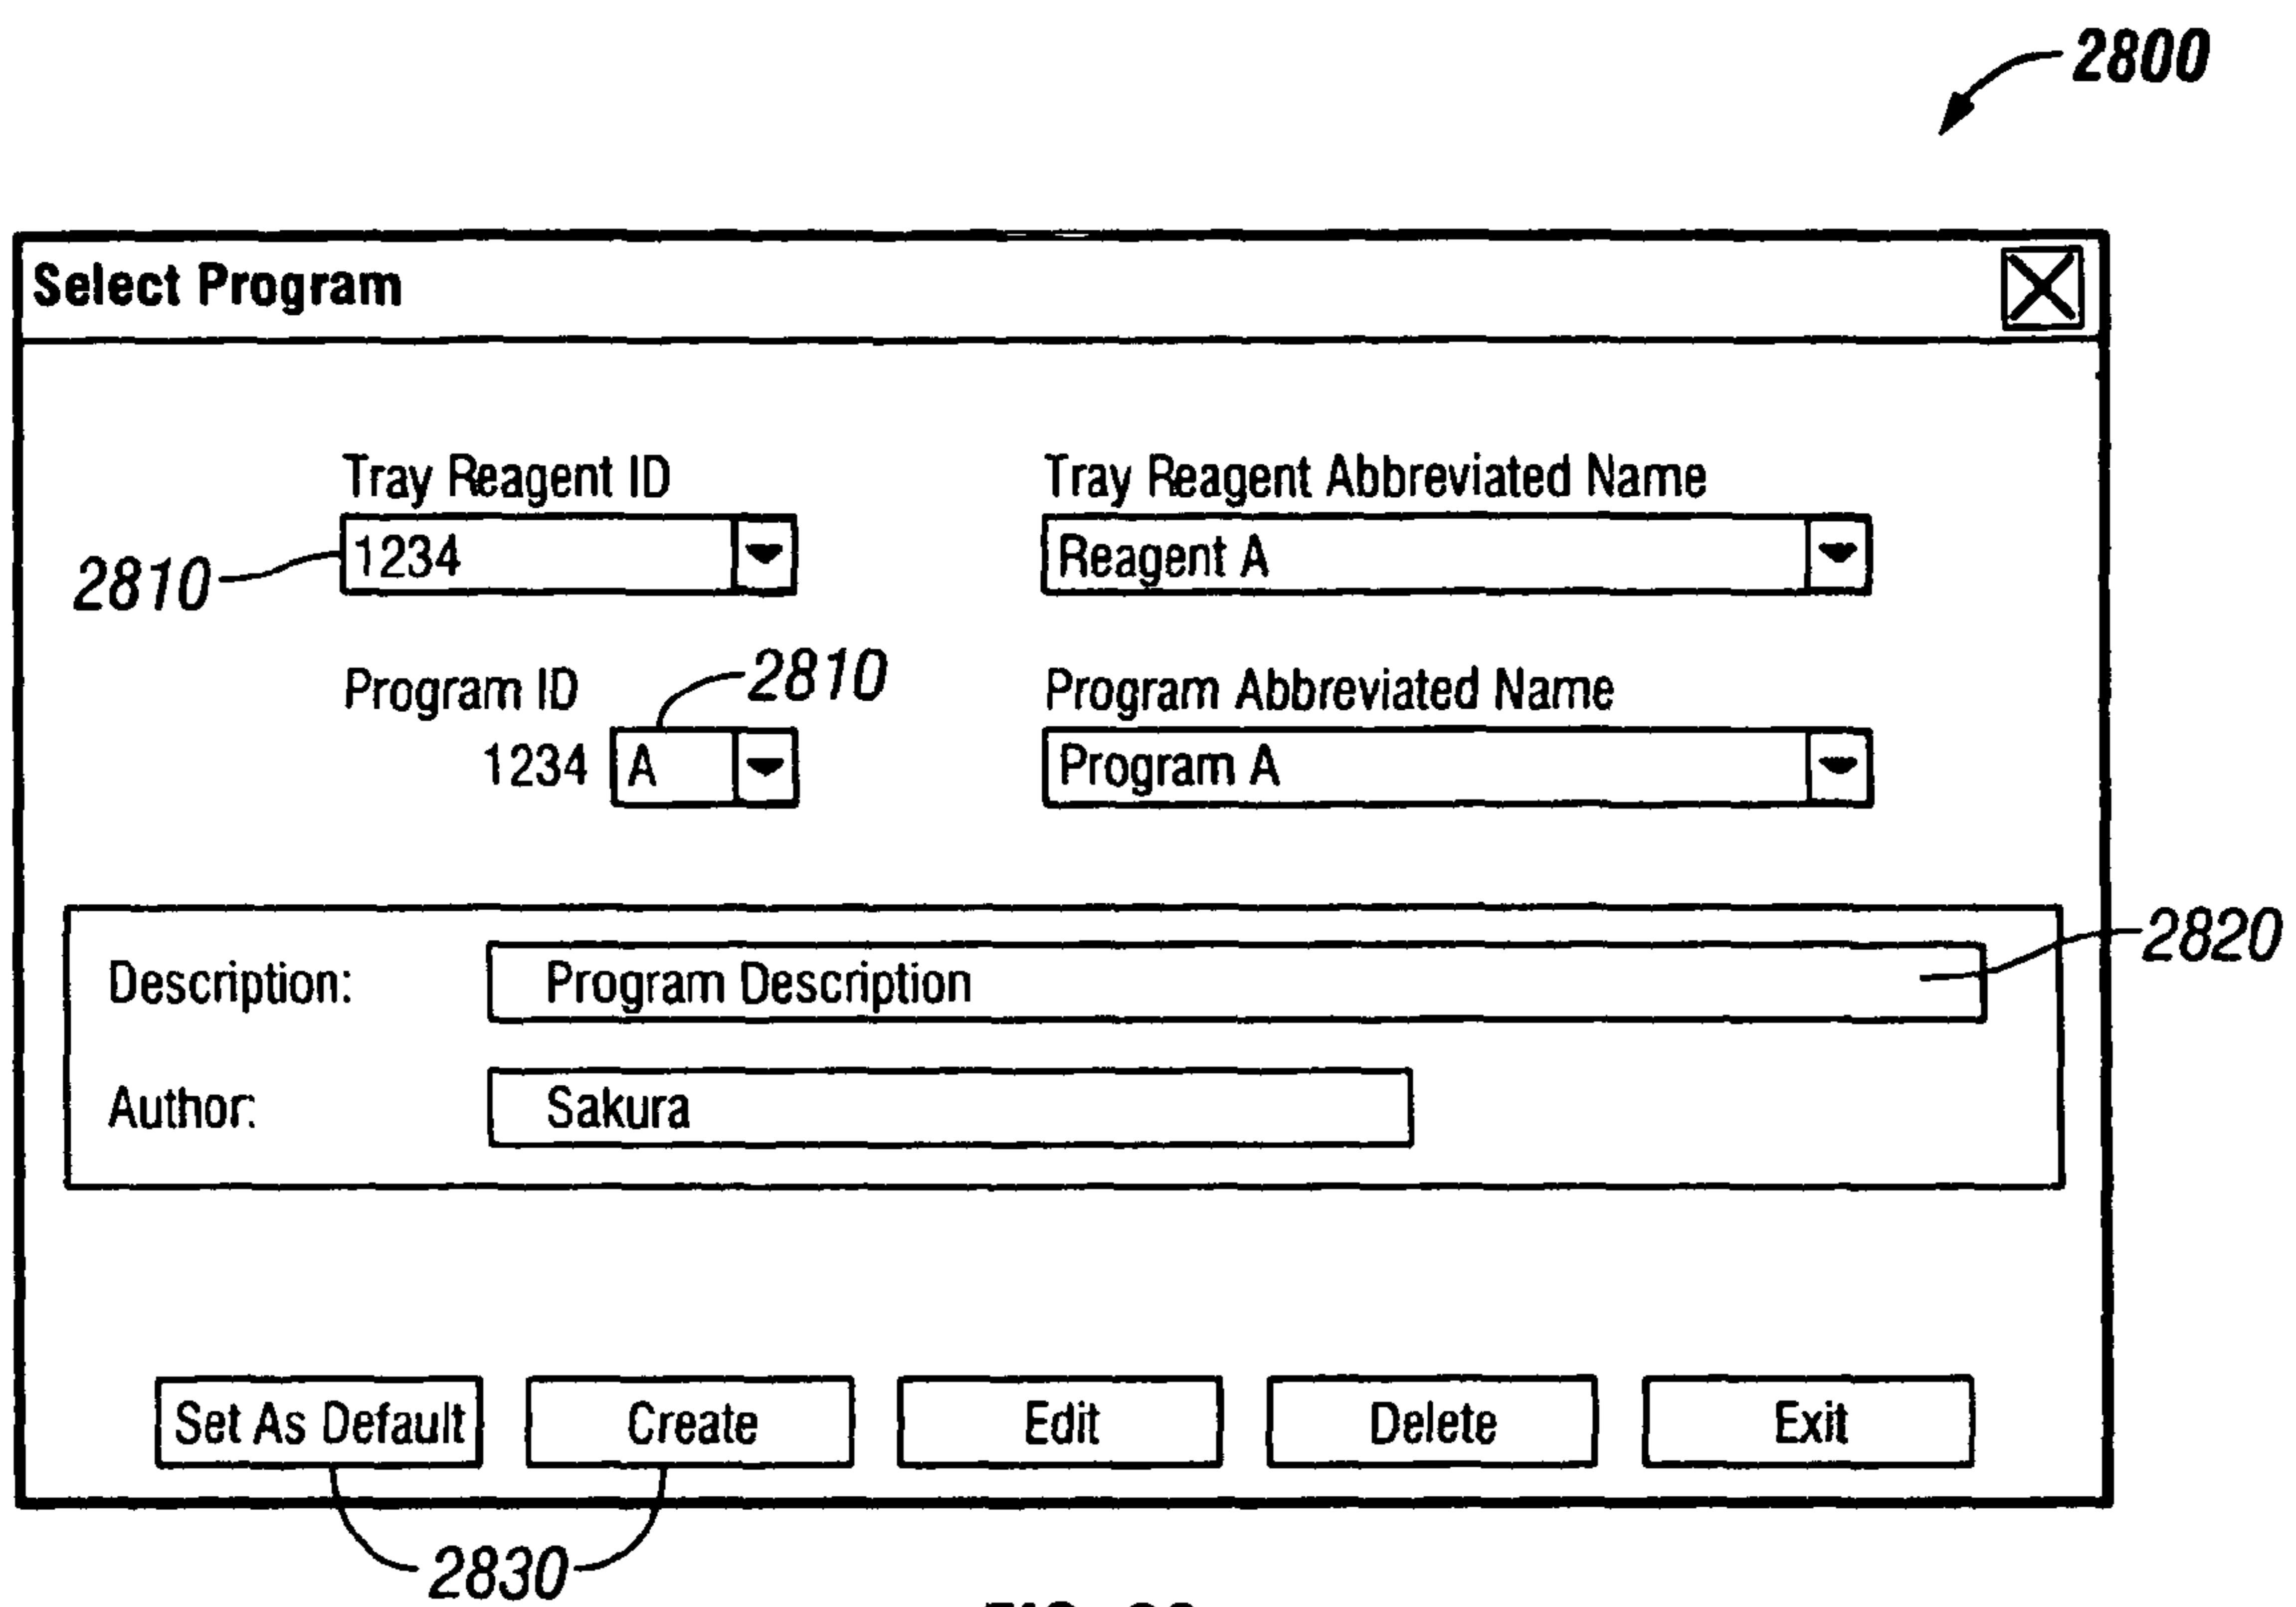 2800
Select Program
Tray Reagent ID Tray Reagent Abbreviated Name
2810 1234 Reagent A
Program ID 2810 Program Abbreviated Name
1234 A Program A
Description: Program Description 2820
Author: Sakura
Set As Default Create Edit Delete Exit
2830